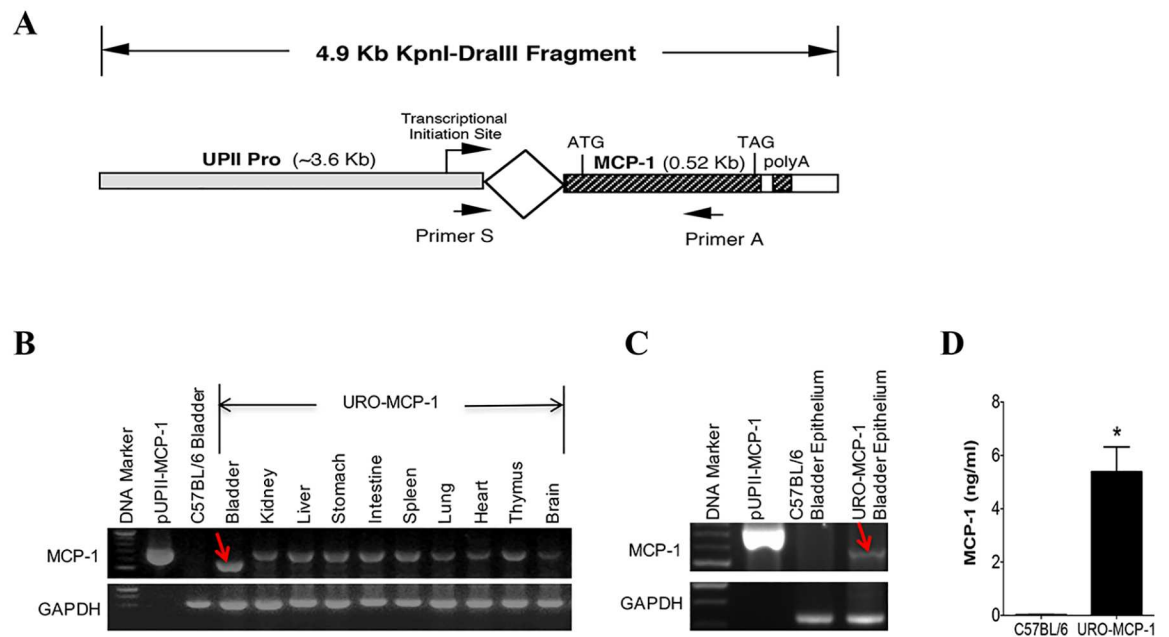 A
4.9 Kb KpnI-DraIII Fragment
Transcriptional
Initiation Site
ATG
TAG
UPII Pro (~3.6 Kb)
MCP-1 (0.52 Kb)
polyA
Primer S
Primer A
B
URO-MCP-1
DNA Marker
pUPII-MCP-1
C57BL/6 Bladder
Bladder
Kidney
Liver
Stomach
Intestine
Spleen
Lung
Heart
Thymus
Brain
MCP-1
GAPDH
C
DNA Marker
pUPII-MCP-1
C57BL/6
Bladder Epithelium
URO-MCP-1
Bladder Epithelium
MCP-1
GAPDH
D
MCP-1 (ng/ml)
8
6
4
2
0
*
C57BL/6
URO-MCP-1